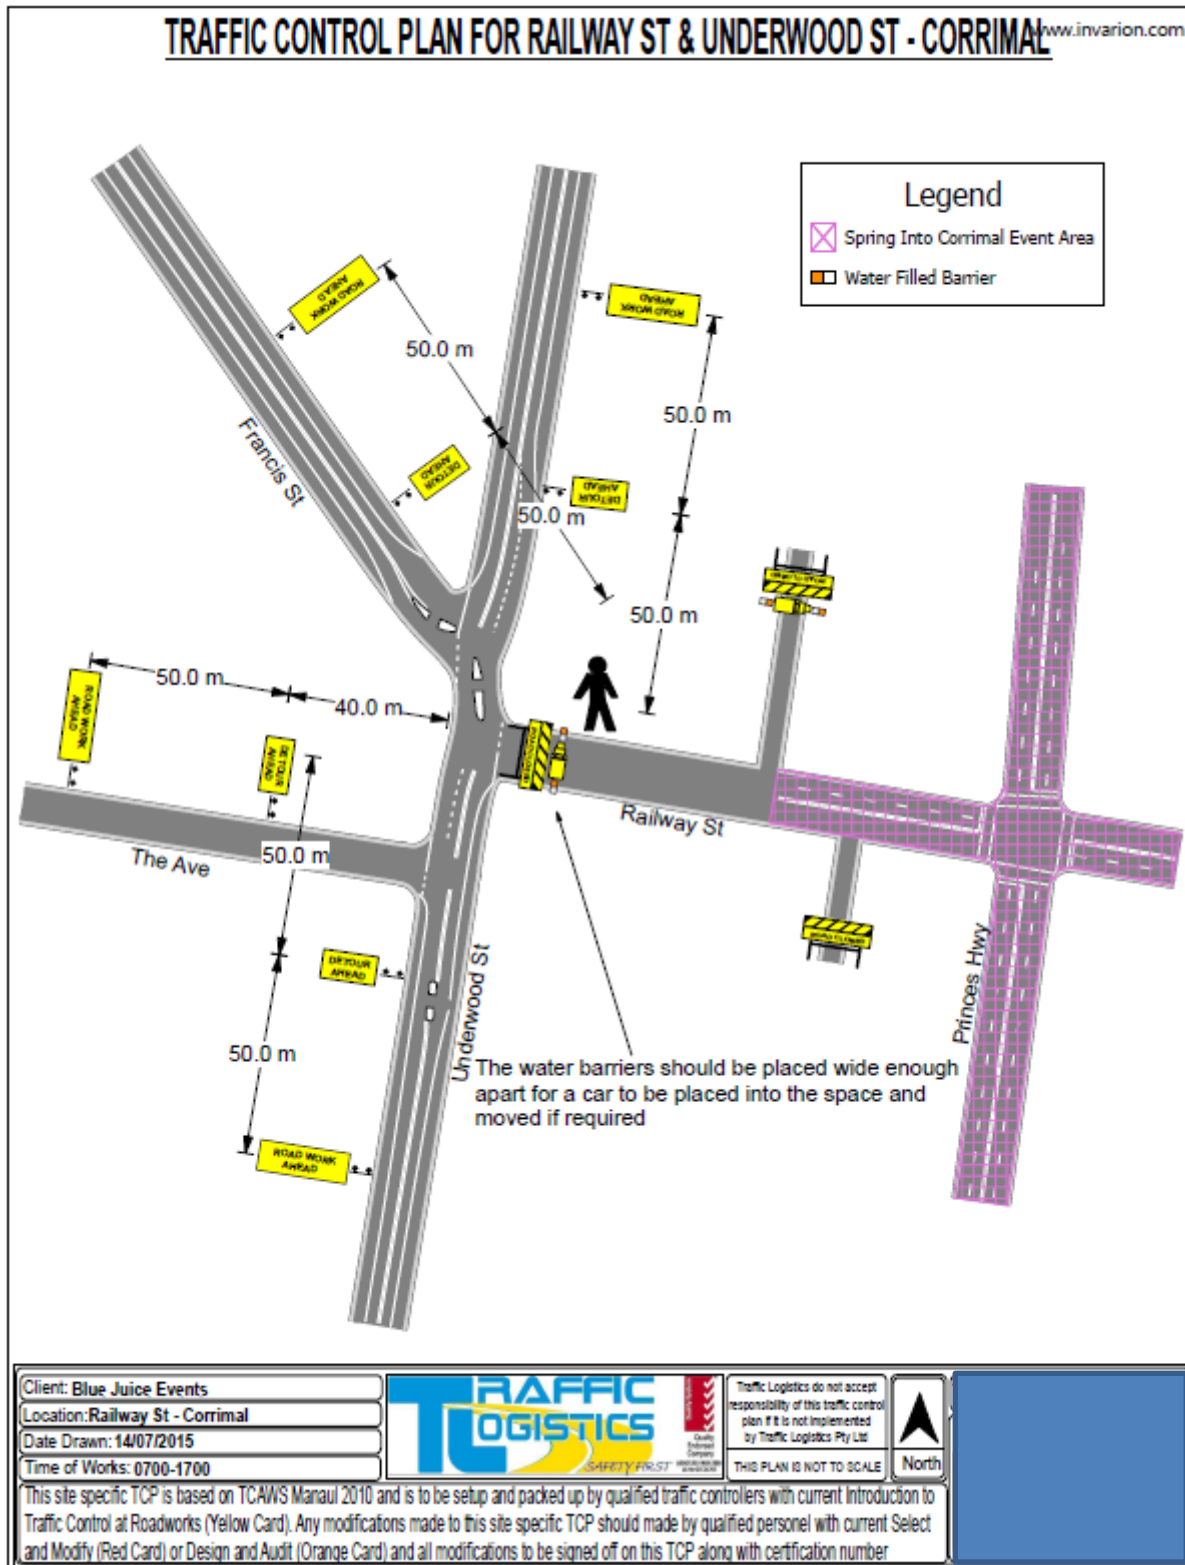 TRAFFIC CONTROL PLAN FOR RAILWAY ST & UNDERWOOD ST - CORRIMAL
www.invarion.com
Legend
Spring Into Corrimal Event Area
Water Filled Barrier
ROAD WORK
AHEAD
ROAD WORK
AHEAD
50.0 m
50.0 m
Francis St
DETOUR
AHEAD
DETOUR
AHEAD
50.0 m
50.0 m
ROAD WORK
AHEAD
50.0 m
40.0 m
DETOUR
AHEAD
ROAD CLOSED
Railway St
The Ave
50.0 m
DETOUR
AHEAD
ROAD CLOSED
Underwood St
Princes Hwy
50.0 m
The water barriers should be placed wide enough
apart for a car to be placed into the space and
moved if required
ROAD WORK
AHEAD
Client: Blue Juice Events
Location:Railway St - Corrimal
Date Drawn: 14/07/2015
Time of Works: 0700-1700
TRAFFIC
LOGISTICS
SAFETY FIRST
Quality
Endorsed
Company
Traffic Logistics do not accept
responsibility of this traffic control
plan if it is not implemented
by Traffic Logistics Pty Ltd
THIS PLAN IS NOT TO SCALE
North
This site specific TCP is based on TCAWS Manaul 2010 and is to be setup and packed up by qualified traffic controllers with current Introduction to
Traffic Control at Roadworks (Yellow Card). Any modifications made to this site specific TCP should made by qualified personel with current Select
and Modify (Red Card) or Design and Audit (Orange Card) and all modifications to be signed off on this TCP along with certfication number